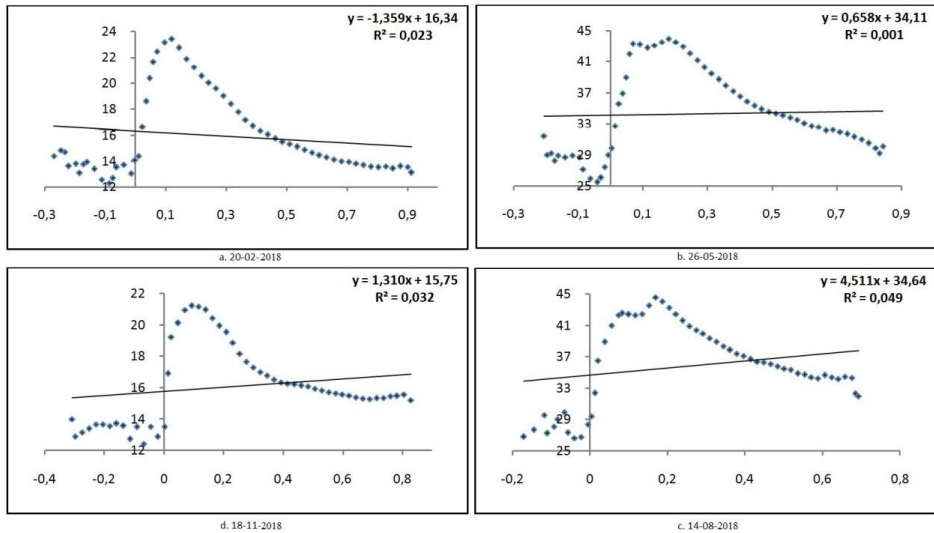 y = -1,359x + 16,34
R² = 0,023
24
22
20
18
16
14
12
-0,3 -0,1 0,1 0,3 0,5 0,7 0,9
a. 20-02-2018
y = 0,658x + 34,11
R² = 0,001
45
41
37
33
29
25
-0,3 -0,1 0,1 0,3 0,5 0,7 0,9
b. 26-05-2018
y = 1,310x + 15,75
R² = 0,032
22
20
18
16
14
12
-0,4 -0,2 0 0,2 0,4 0,6 0,8
d. 18-11-2018
y = 4,511x + 34,64
R² = 0,049
45
41
37
33
29
25
-0,2 0 0,2 0,4 0,6 0,8
c. 14-08-2018